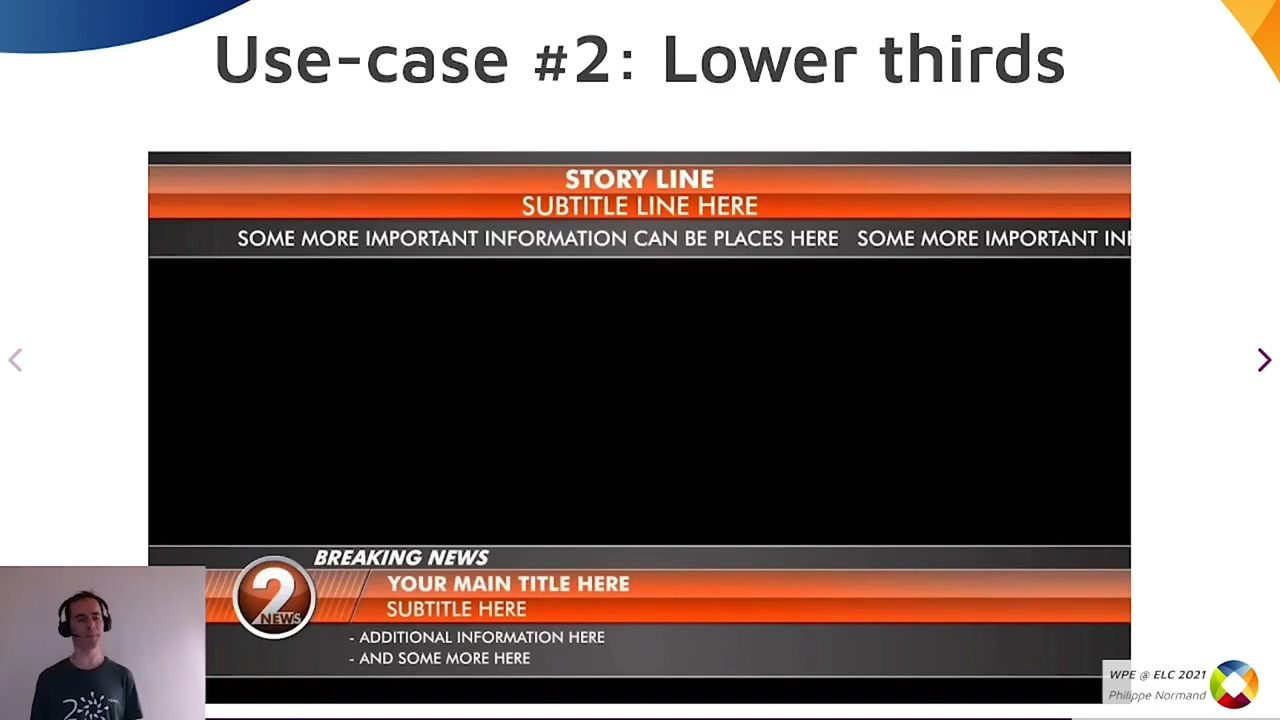 Use-case #2: Lower thirds
STORY LINE
SUBTITLE LINE HERE
SOME MORE IMPORTANT INFORMATION CAN BE PLACES HERE SOME MORE IMPORTANT INF
BREAKING NEWS
2
NEWS
YOUR MAIN TITLE HERE
SUBTITLE HERE
- ADDITIONAL INFORMATION HERE
- AND SOME MORE HERE
WPE @ ELC 2021
Philippe Normand